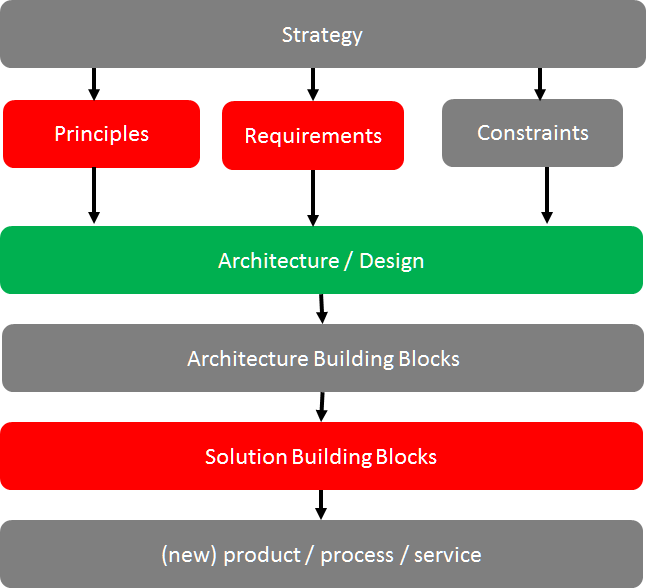 Strategy
Principles
Requirements
Constraints
Architecture / Design
Architecture Building Blocks
Solution Building Blocks
(new) product / process / service